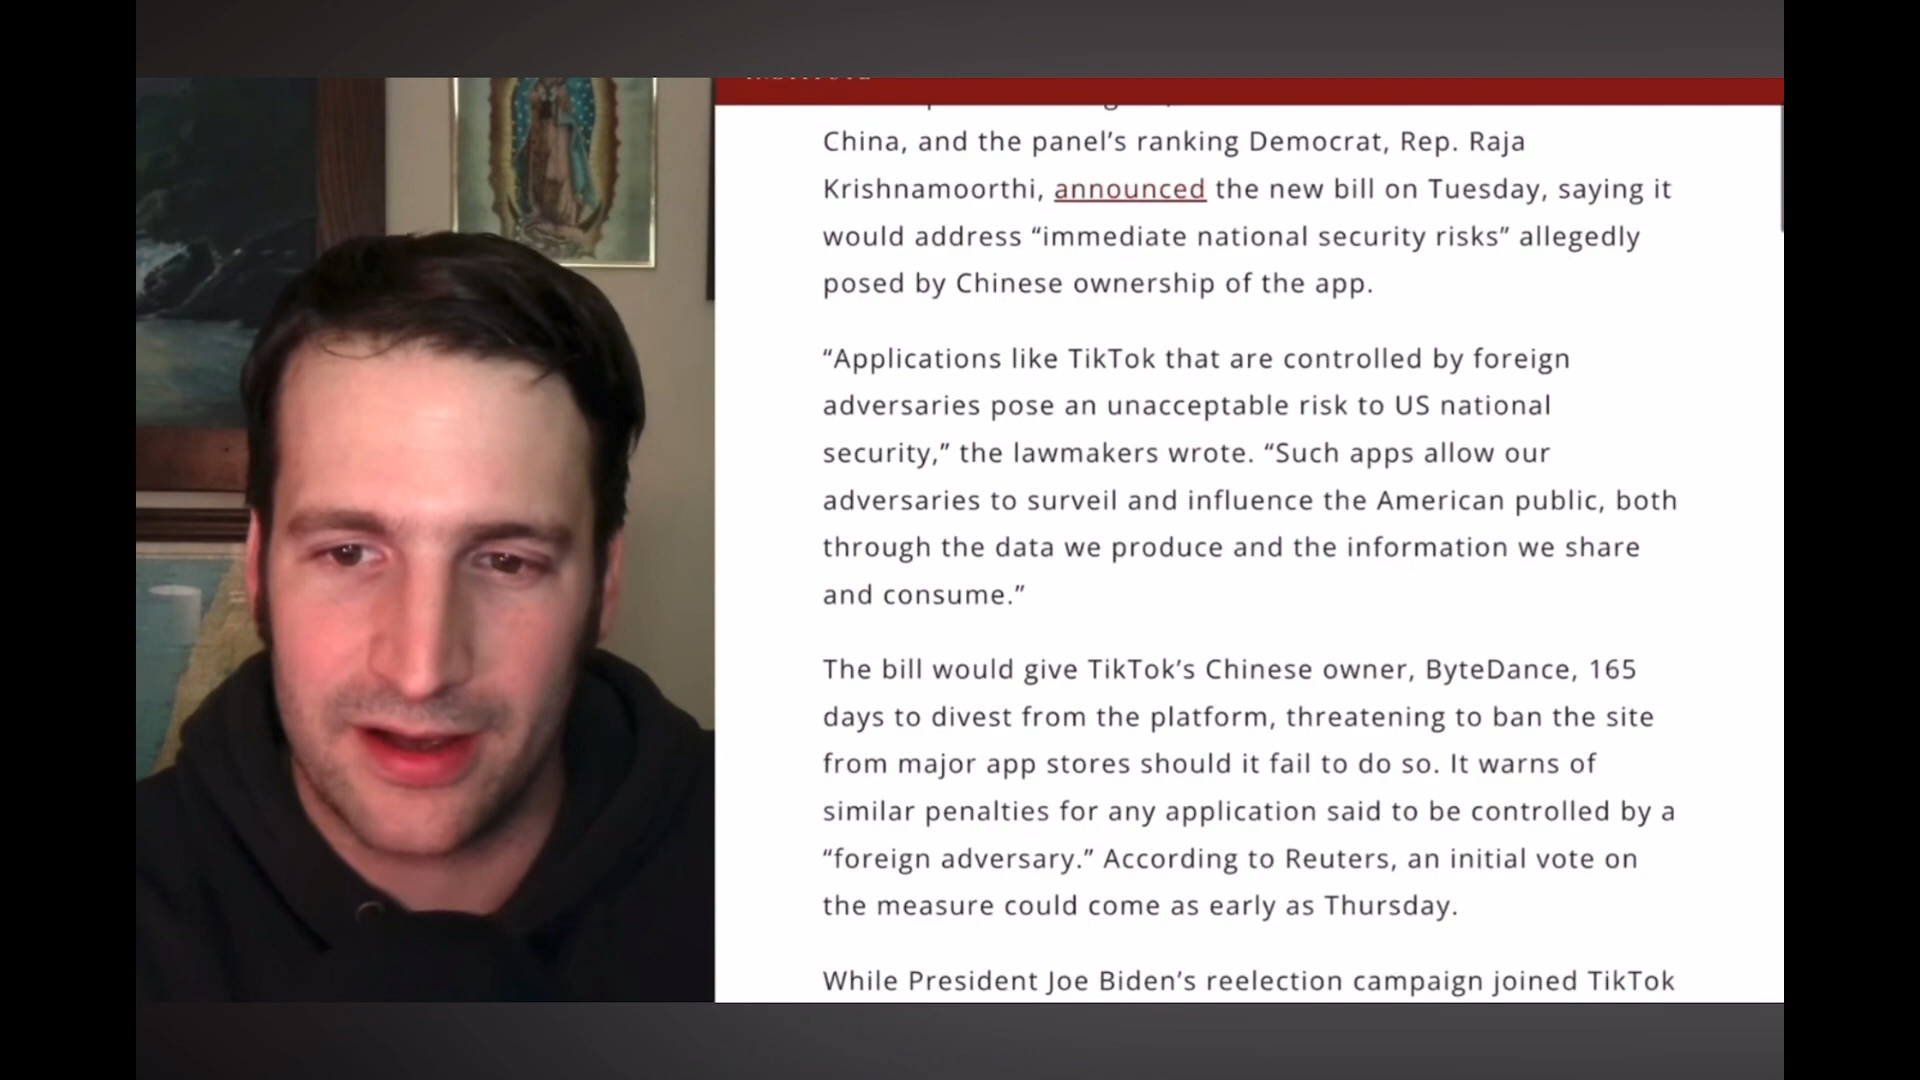 China, and the panel’s ranking Democrat, Rep. Raja
Krishnamoorthi, announced the new bill on Tuesday, saying it
would address “immediate national security risks” allegedly
posed by Chinese ownership of the app.
“Applications like TikTok that are controlled by foreign
adversaries pose an unacceptable risk to US national
security,” the lawmakers wrote. “Such apps allow our
adversaries to surveil and influence the American public, both
through the data we produce and the information we share
and consume.”
The bill would give TikTok’s Chinese owner, ByteDance, 165
days to divest from the platform, threatening to ban the site
from major app stores should it fail to do so. It warns of
similar penalties for any application said to be controlled by a
“foreign adversary.” According to Reuters, an initial vote on
the measure could come as early as Thursday.
While President Joe Biden’s reelection campaign joined TikTok